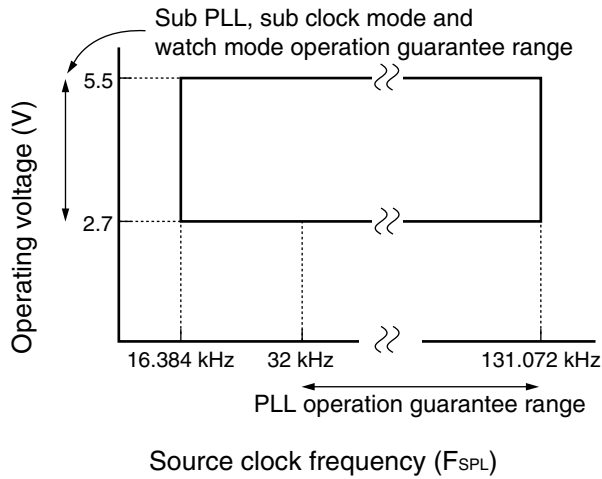 Sub PLL, sub clock mode and
watch mode operation guarantee range
5.5
Operating voltage (V)
2.7
16.384 kHz 32 kHz 131.072 kHz
PLL operation guarantee range
Source clock frequency (FSPL)